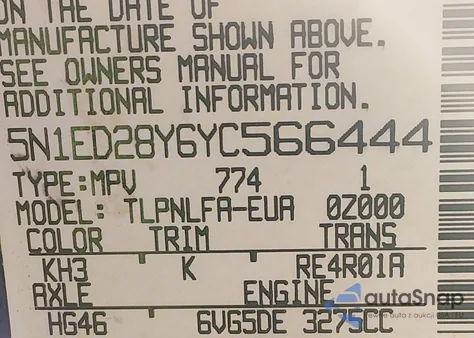 ON THE DATE OF
MANUFACTURE SHOWN ABOVE.
SEE OWNERS MANUAL FOR
ADDITIONAL INFORMATION.
5N1ED28Y6YC566444
TYPE:MPV 774 1
MODEL: TLPNLFA-EUA 0Z000
COLOR TRIM TRANS
KH3 K RE4R01A
AXLE ENGINE
HG46 6VG5DE 3275CC
autoSnap